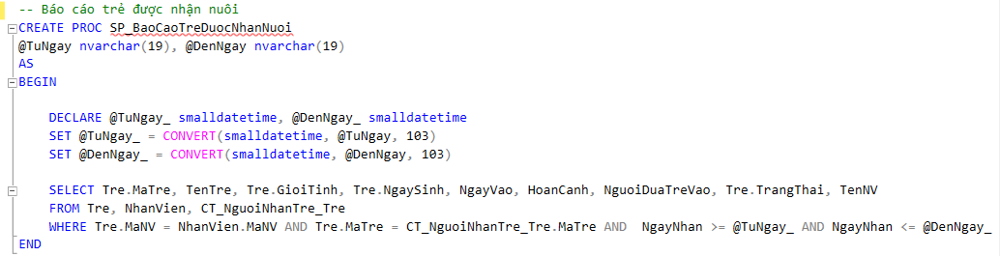 -- Báo cáo trẻ được nhận nuôi
CREATE PROC SP_BaoCaoTreDuocNhanNuoi
@TuNgay nvarchar(19), @DenNgay nvarchar(19)
AS
BEGIN
DECLARE @TuNgay_ smalldatetime, @DenNgay_ smalldatetime
SET @TuNgay_ = CONVERT(smalldatetime, @TuNgay, 103)
SET @DenNgay_ = CONVERT(smalldatetime, @DenNgay, 103)
SELECT Tre.MaTre, TenTre, Tre.GioiTinh, Tre.NgaySinh, NgayVao, HoanCanh, NguoiDuaTreVao, Tre.TrangThai, TenNV
FROM Tre, NhanVien, CT_NguoiNhanTre_Tre
WHERE Tre.MaNV = NhanVien.MaNV AND Tre.MaTre = CT_NguoiNhanTre_Tre.MaTre AND  NgayNhan >= @TuNgay_ AND NgayNhan <= @DenNgay_
END